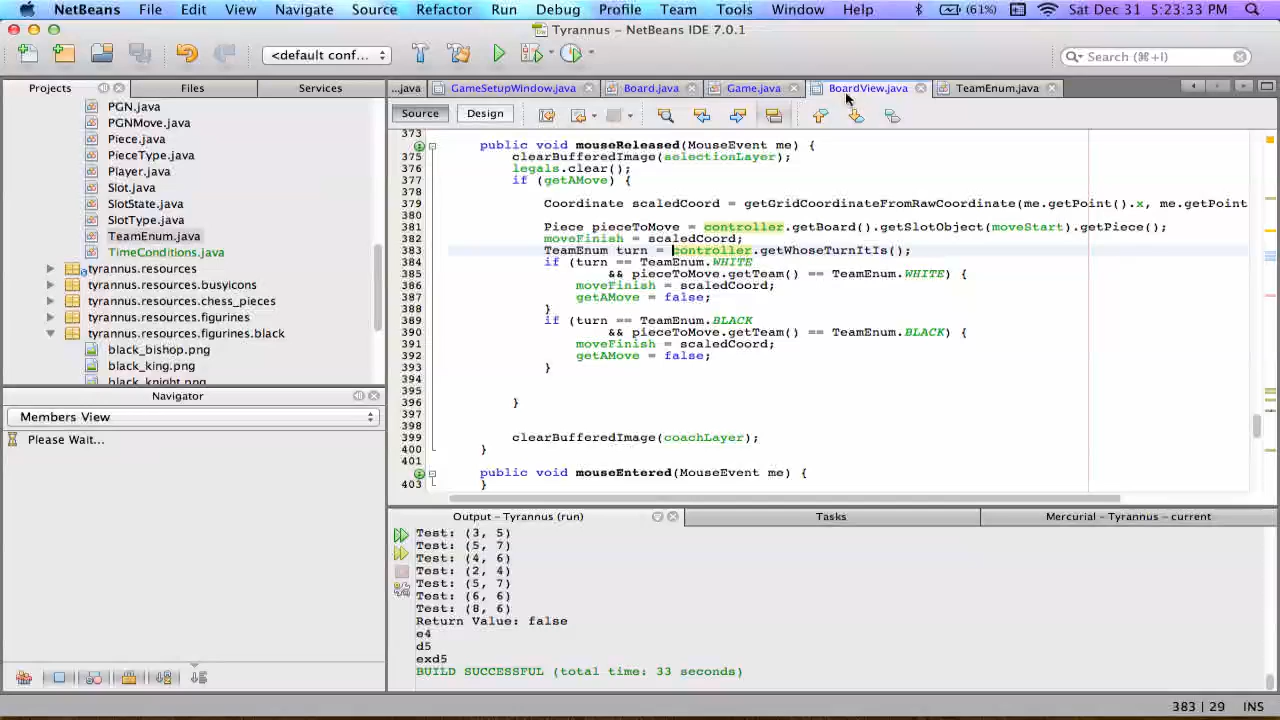 NetBeans File Edit View Navigate Source Refactor Run Debug Profile Team Tools Window Help (61%) Sat Dec 31 5:23:33 PM
Tyrannus - NetBeans IDE 7.0.1
<default conf... Search (⌘+I)
Projects Files Services
...java GameSetupWindow.java Board.java Game.java BoardView.java TeamEnum.java
Source Design
PGN.java
PGNMove.java
Piece.java
PieceType.java
Player.java
Slot.java
SlotState.java
SlotType.java
TeamEnum.java
TimeConditions.java
tyrannus.resources
tyrannus.resources.busyicons
tyrannus.resources.chess_pieces
tyrannus.resources.figurines
tyrannus.resources.figurines.black
black_bishop.png
black_king.png
black_knight.png
Navigator
Members View
Please Wait...
373
public void mouseReleased(MouseEvent me) {
375 clearBufferedImage(selectionLayer);
376 legals.clear();
377 if (getAMove) {
378
379 Coordinate scaledCoord = getGridCoordinateFromRawCoordinate(me.getPoint().x, me.getPoint
380
381 Piece pieceToMove = controller.getBoard().getSlotObject(moveStart).getPiece();
382 moveFinish = scaledCoord;
383 TeamEnum turn = controller.getWhoseTurnItIs();
384 if (turn == TeamEnum.WHITE
385 && pieceToMove.getTeam() == TeamEnum.WHITE) {
386 moveFinish = scaledCoord;
387 getAMove = false;
388 }
389 if (turn == TeamEnum.BLACK
390 && pieceToMove.getTeam() == TeamEnum.BLACK) {
391 moveFinish = scaledCoord;
392 getAMove = false;
393 }
394
395
396 }
397
398
399 clearBufferedImage(coachLayer);
400 }
401
public void mouseEntered(MouseEvent me) {
403 }
Output - Tyrannus (run) Tasks Mercurial - Tyrannus - current
Test: (3, 5)
Test: (5, 7)
Test: (4, 6)
Test: (2, 4)
Test: (5, 7)
Test: (6, 6)
Test: (8, 6)
Return Value: false
e4
d5
exd5
BUILD SUCCESSFUL (total time: 33 seconds)
383 | 29 INS